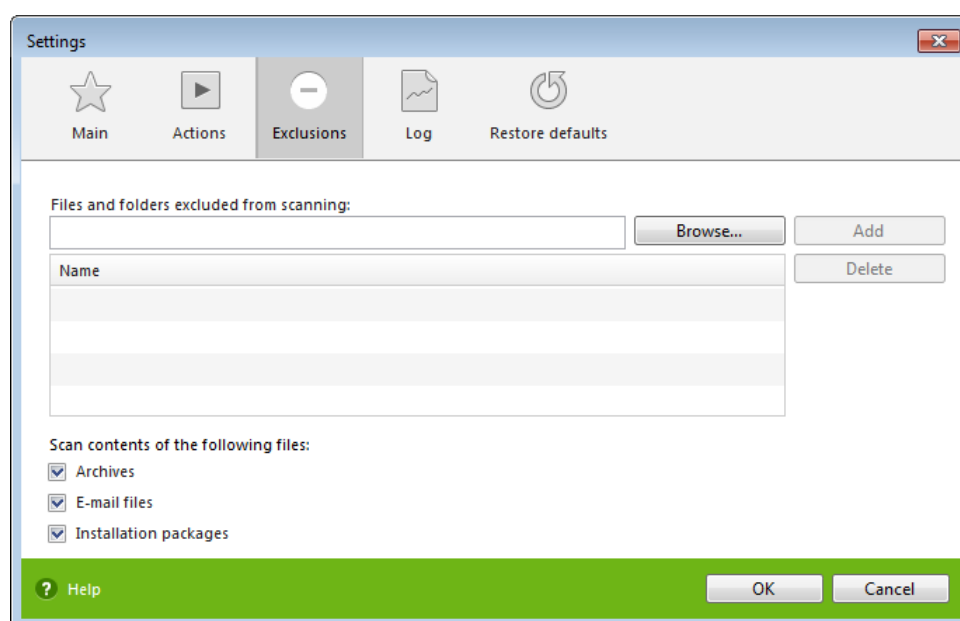 Settings
Main
Actions
Exclusions
Log
Restore defaults
Files and folders excluded from scanning:
Browse...
Add
Name
Delete
Scan contents of the following files:
Archives
E-mail files
Installation packages
? Help
OK
Cancel